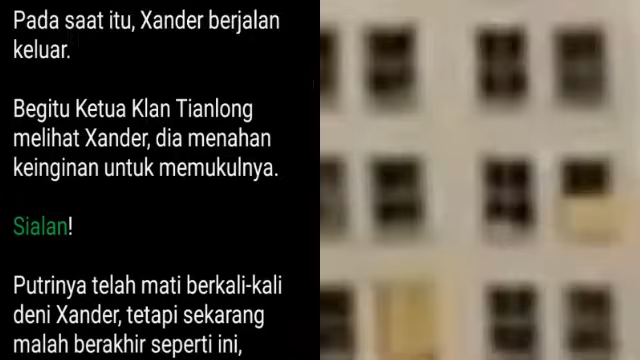 Pada saat itu, Xander berjalan
keluar.
Begitu Ketua Klan Tianlong
melihat Xander, dia menahan
keinginan untuk memukulnya.
Sialan!
Putrinya telah mati berkali-kali
deni Xander, tetapi sekarang
malah berakhir seperti ini,